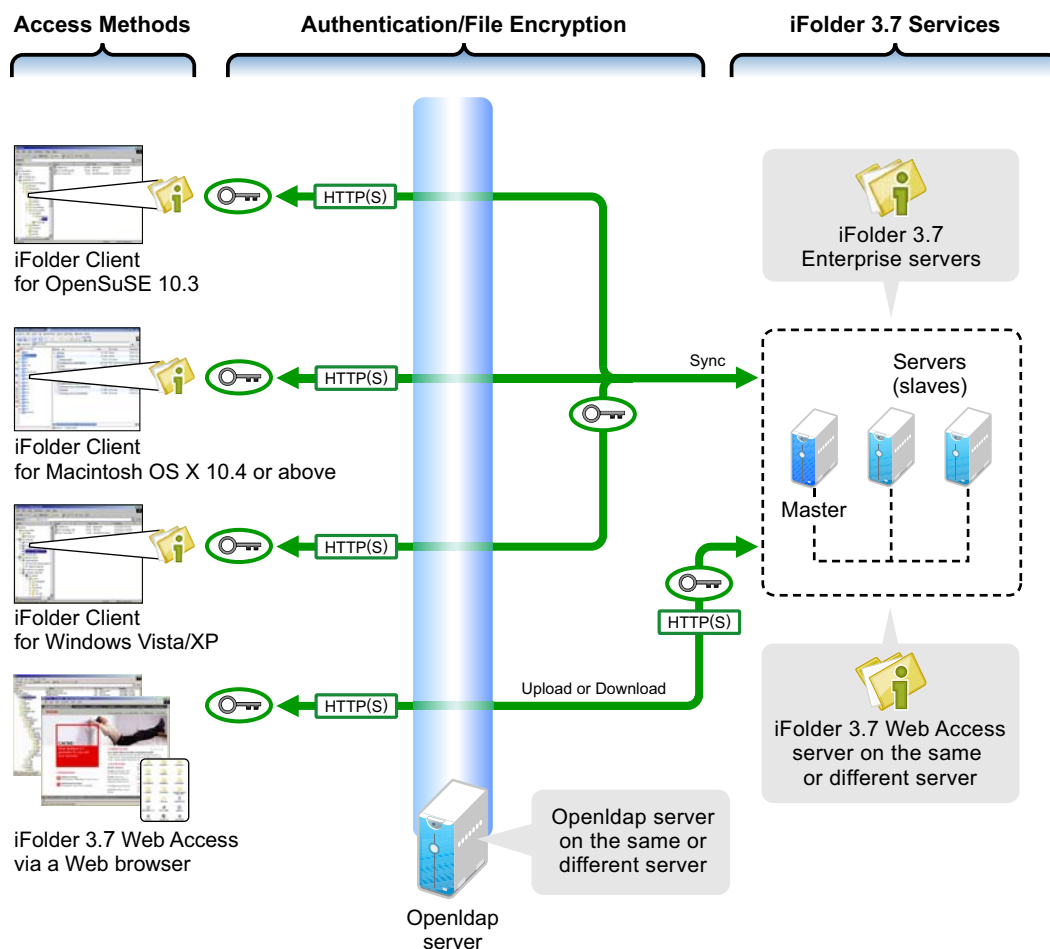 Access Methods
Authentication/File Encryption
iFolder 3.7 Services
HTTP(S)
iFolder Client
for OpenSuSE 10.3
iFolder 3.7
Enterprise servers
HTTP(S)
Sync
iFolder Client
for Macintosh OS X 10.4 or above
Servers
(slaves)
Master
HTTP(S)
iFolder Client
for Windows Vista/XP
HTTP(S)
HTTP(S)
Upload or Download
iFolder 3.7 Web Access
server on the same
or different server
iFolder 3.7 Web Access
via a Web browser
Openldap server
on the same or
different server
Openldap
server